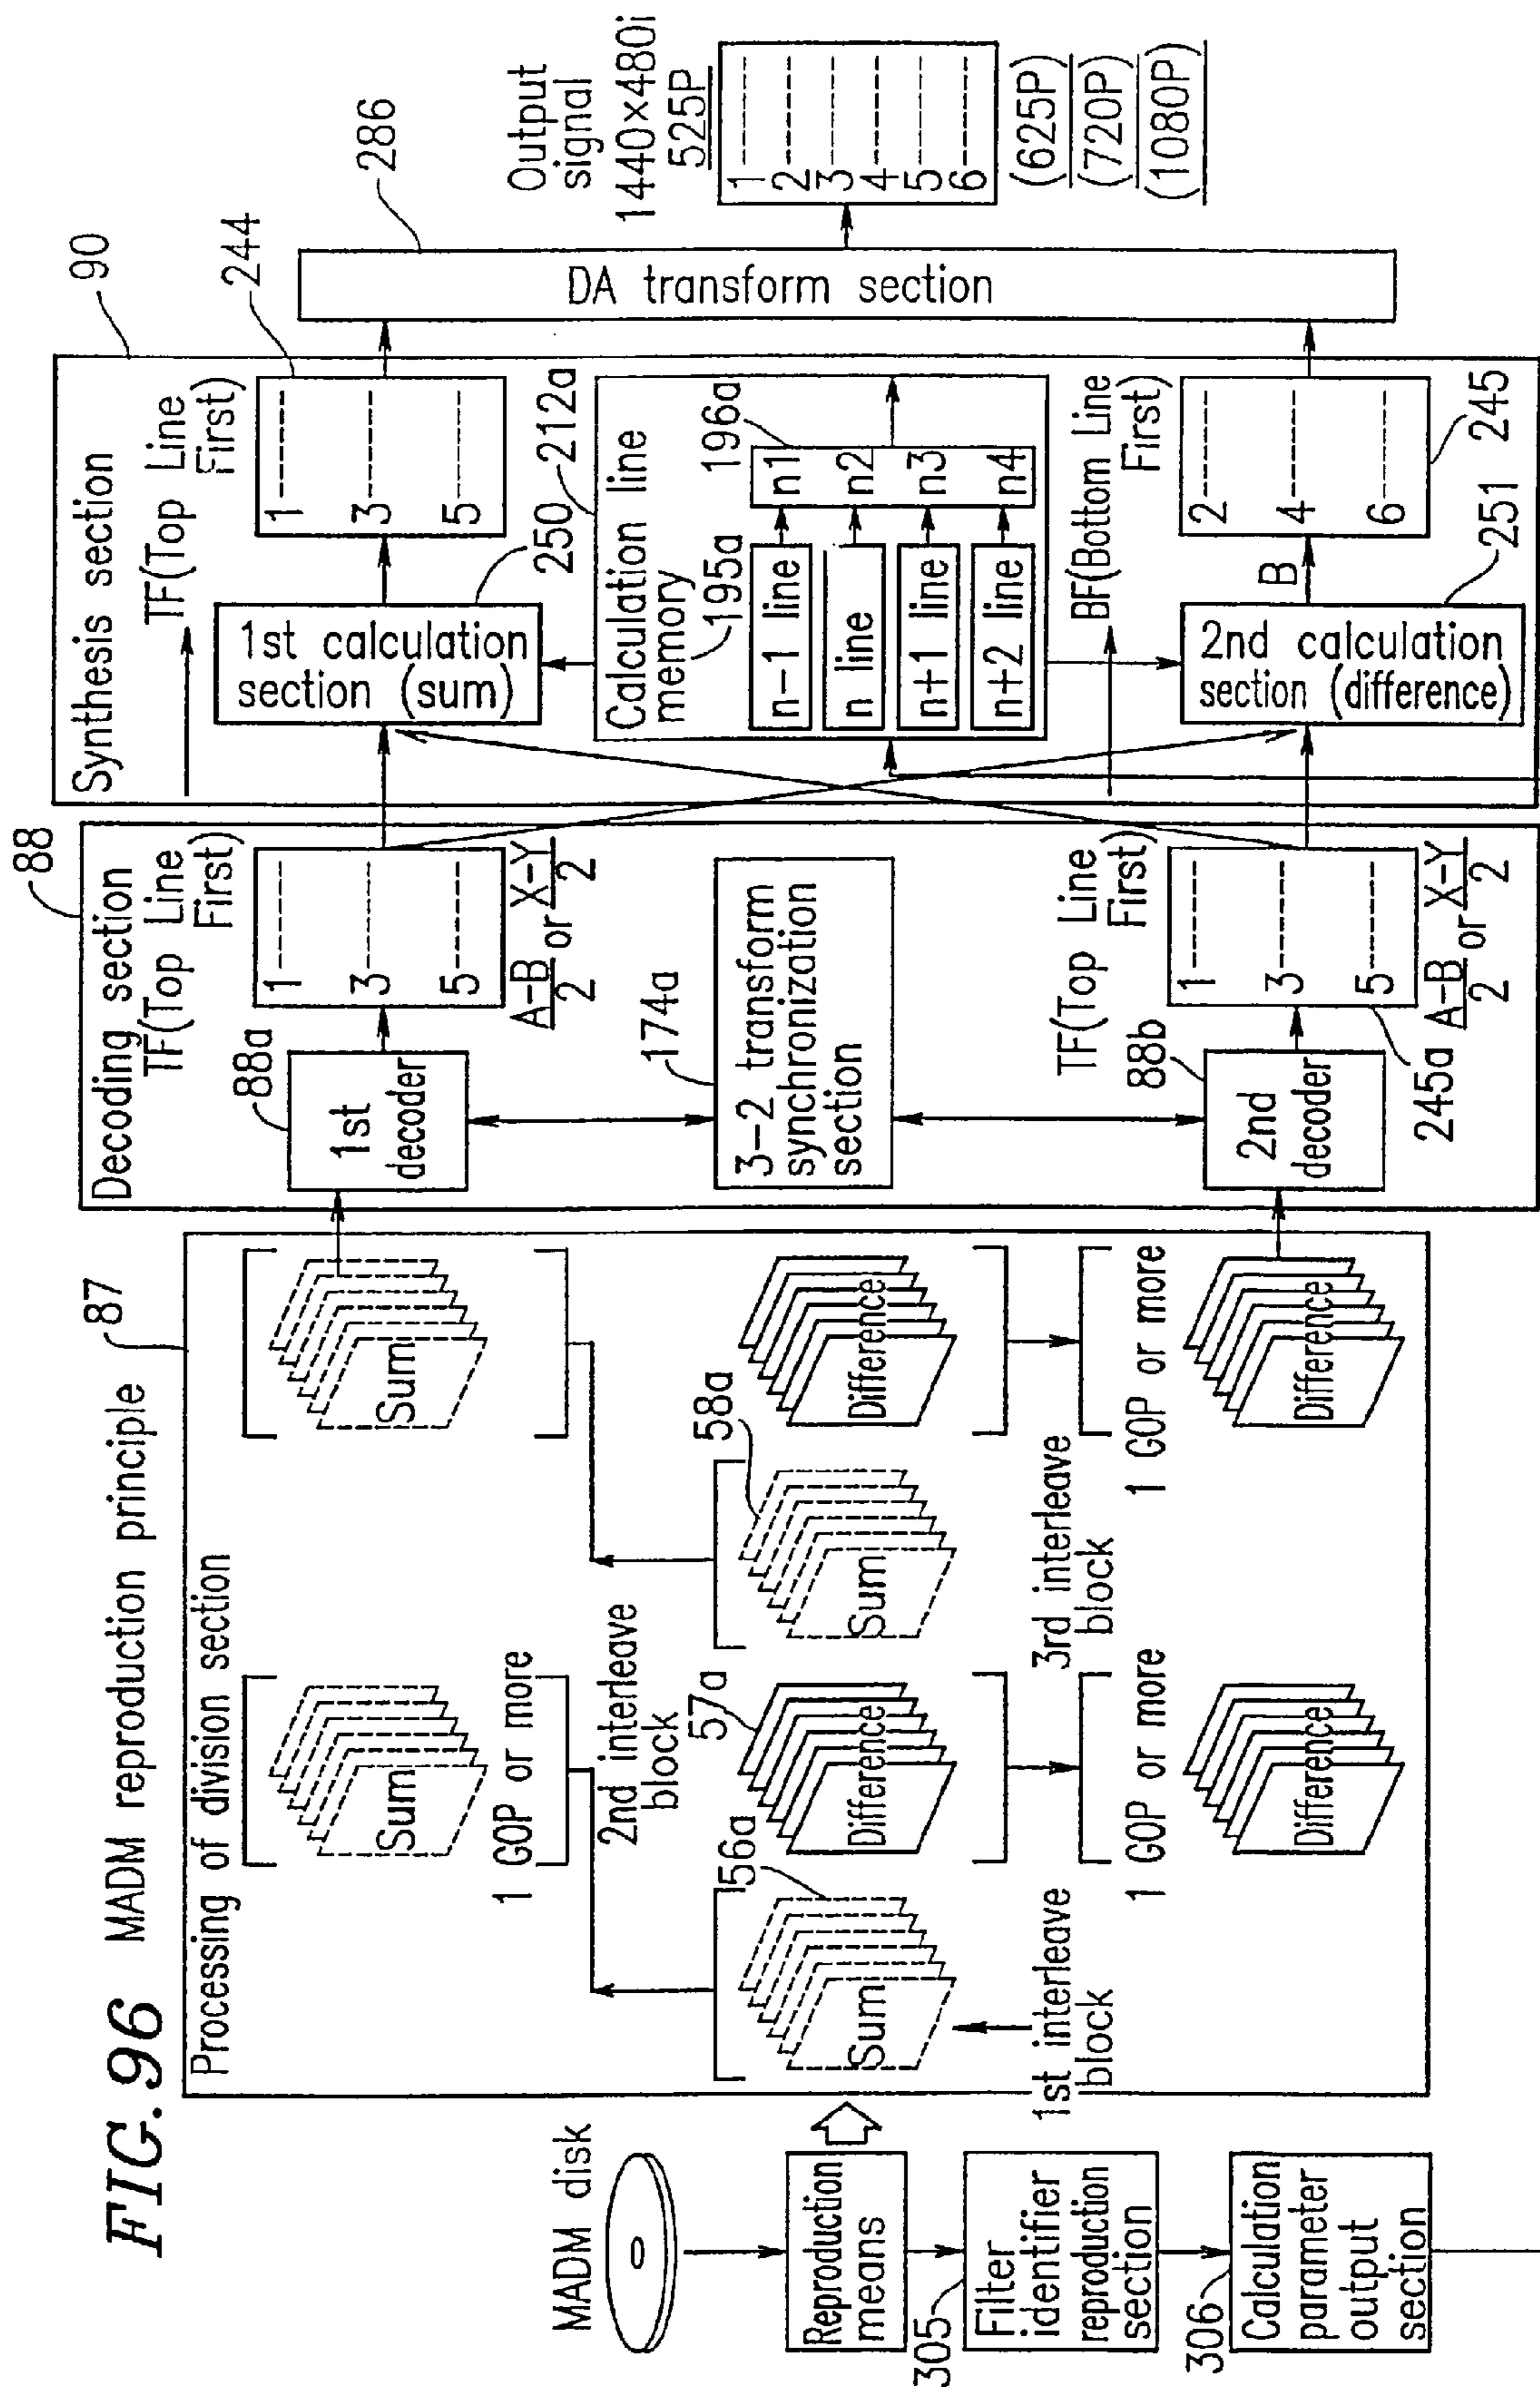 FIG. 96
MADM reproduction principle
87
Processing of division section
MADM disk
Reproduction
means
305
Filter
identifier
reproduction
section
306
Calculation
parameter
output
section
Sum
1 GOP or more
Sum
2nd interleave
block
156a
57a
58a
Sum
Difference
Sum
Difference
1st interleave
block
3rd interleave
block
1 GOP or more
1 GOP or more
Difference
Difference
88
Decoding section
TF(Top Line
First)
88a
1st
decoder
1
3
5
A-B/2 or X-Y/2
174a
3-2 transform
synchronization
section
TF(Top Line
First)
88b
2nd
decoder
1
3
5
245a
A-B/2 or X-Y/2
90
Synthesis section
TF(Top Line
First)
244
1st calculation
section (sum)
1
3
5
250
212a
Calculation line
memory
195a
196a
n-1 line
n line
n+1 line
n+2 line
n1
n2
n3
n4
BF(Bottom Line
First)
2nd calculation
section (difference)
B
2
4
6
251
245
286
DA transform section
Output
signal
1440×480i
525P
1
2
3
4
5
6
(625P)
(720P)
(1080P)